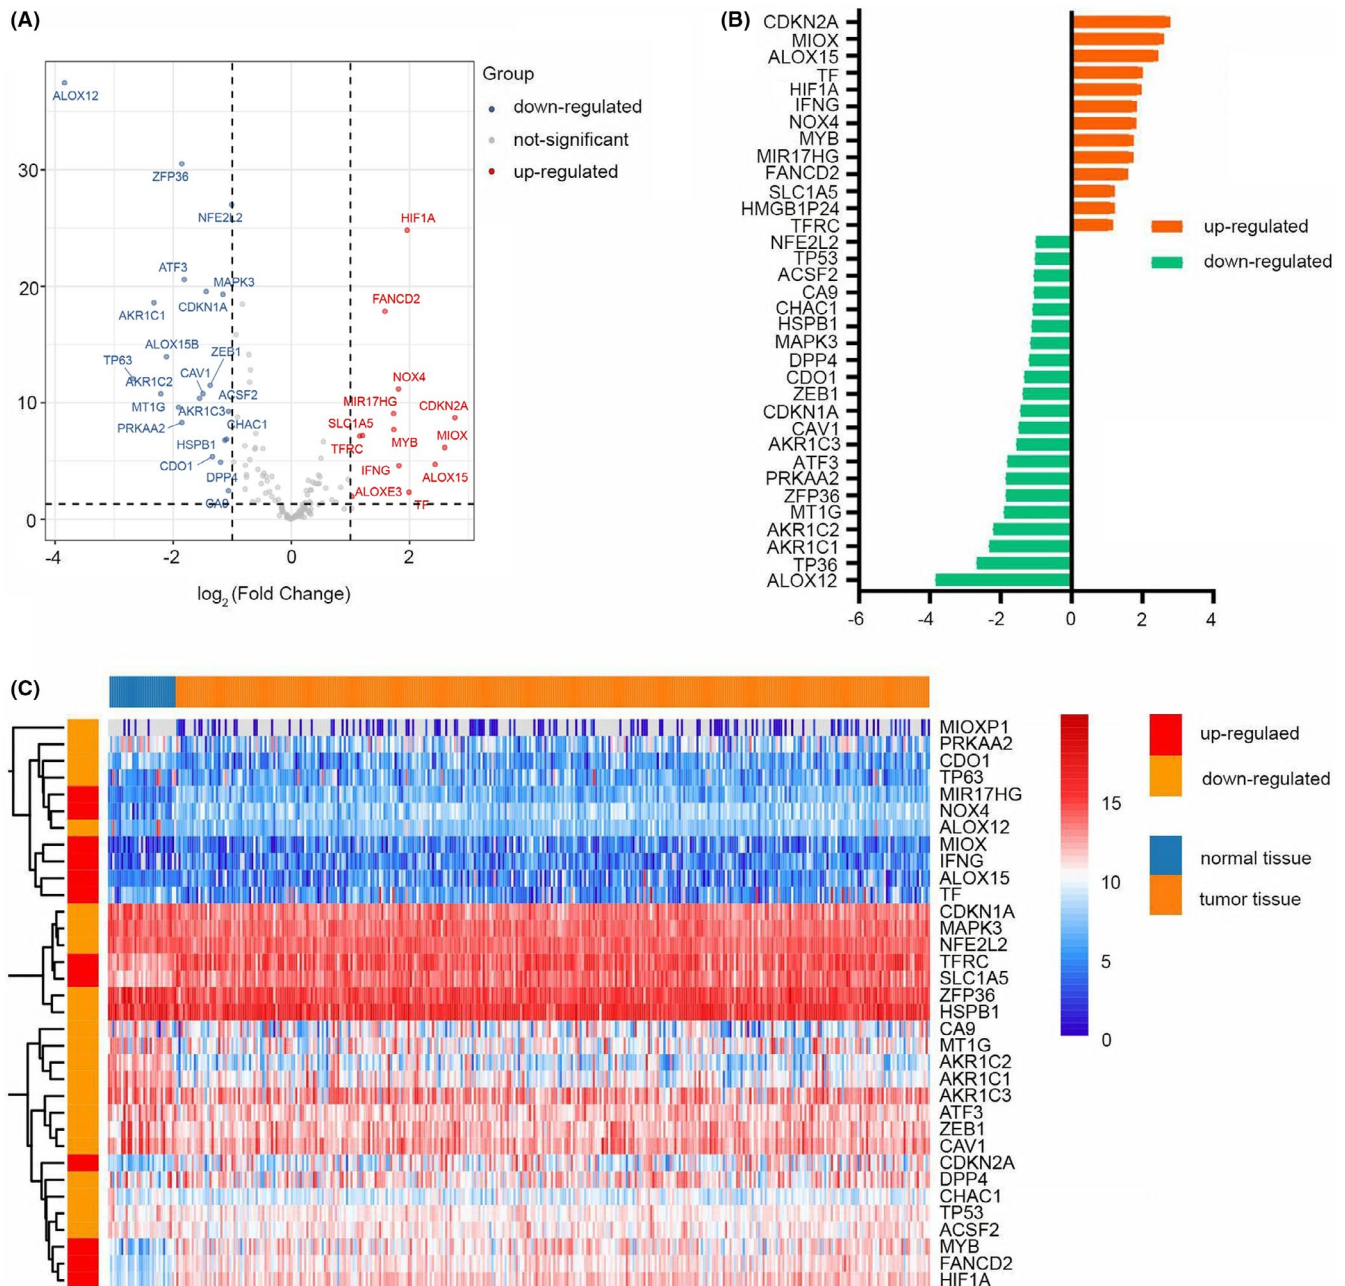 (A)
Group
down-regulated
not-significant
up-regulated
ALOX12
ZFP36
NFE2L2
HIF1A
ATF3
MAPK3
CDKN1A
AKR1C1
FANCD2
ALOX15B
ZEB1
TP63
AKR1C2
CAV1
ACSF2
NOX4
MT1G
AKR1C3
MIR17HG
CDKN2A
PRKAA2
CHAC1
SLC1A5
HSPB1
TFRC
MYB
MIOX
CDO1
DPP4
IFNG
ALOX15
CA9
ALOXE3
TF
30
20
10
0
-4
-2
0
2
log2 (Fold Change)
(B)
CDKN2A
MIOX
ALOX15
TF
HIF1A
IFNG
NOX4
MYB
MIR17HG
FANCD2
SLC1A5
HMGB1P24
TFRC
NFE2L2
TP53
ACSF2
CA9
CHAC1
HSPB1
MAPK3
DPP4
CDO1
ZEB1
CDKN1A
CAV1
AKR1C3
ATF3
PRKAA2
ZFP36
MT1G
AKR1C2
AKR1C1
TP36
ALOX12
-6
-4
-2
0
2
4
up-regulated
down-regulated
(C)
MIOXP1
PRKAA2
CDO1
TP63
MIR17HG
NOX4
ALOX12
MIOX
IFNG
ALOX15
TF
CDKN1A
MAPK3
NFE2L2
TFRC
SLC1A5
ZFP36
HSPB1
CA9
MT1G
AKR1C2
AKR1C1
AKR1C3
ATF3
ZEB1
CAV1
CDKN2A
DPP4
CHAC1
TP53
ACSF2
MYB
FANCD2
HIF1A
15
10
5
0
up-regulaed
down-regulated
normal tissue
tumor tissue